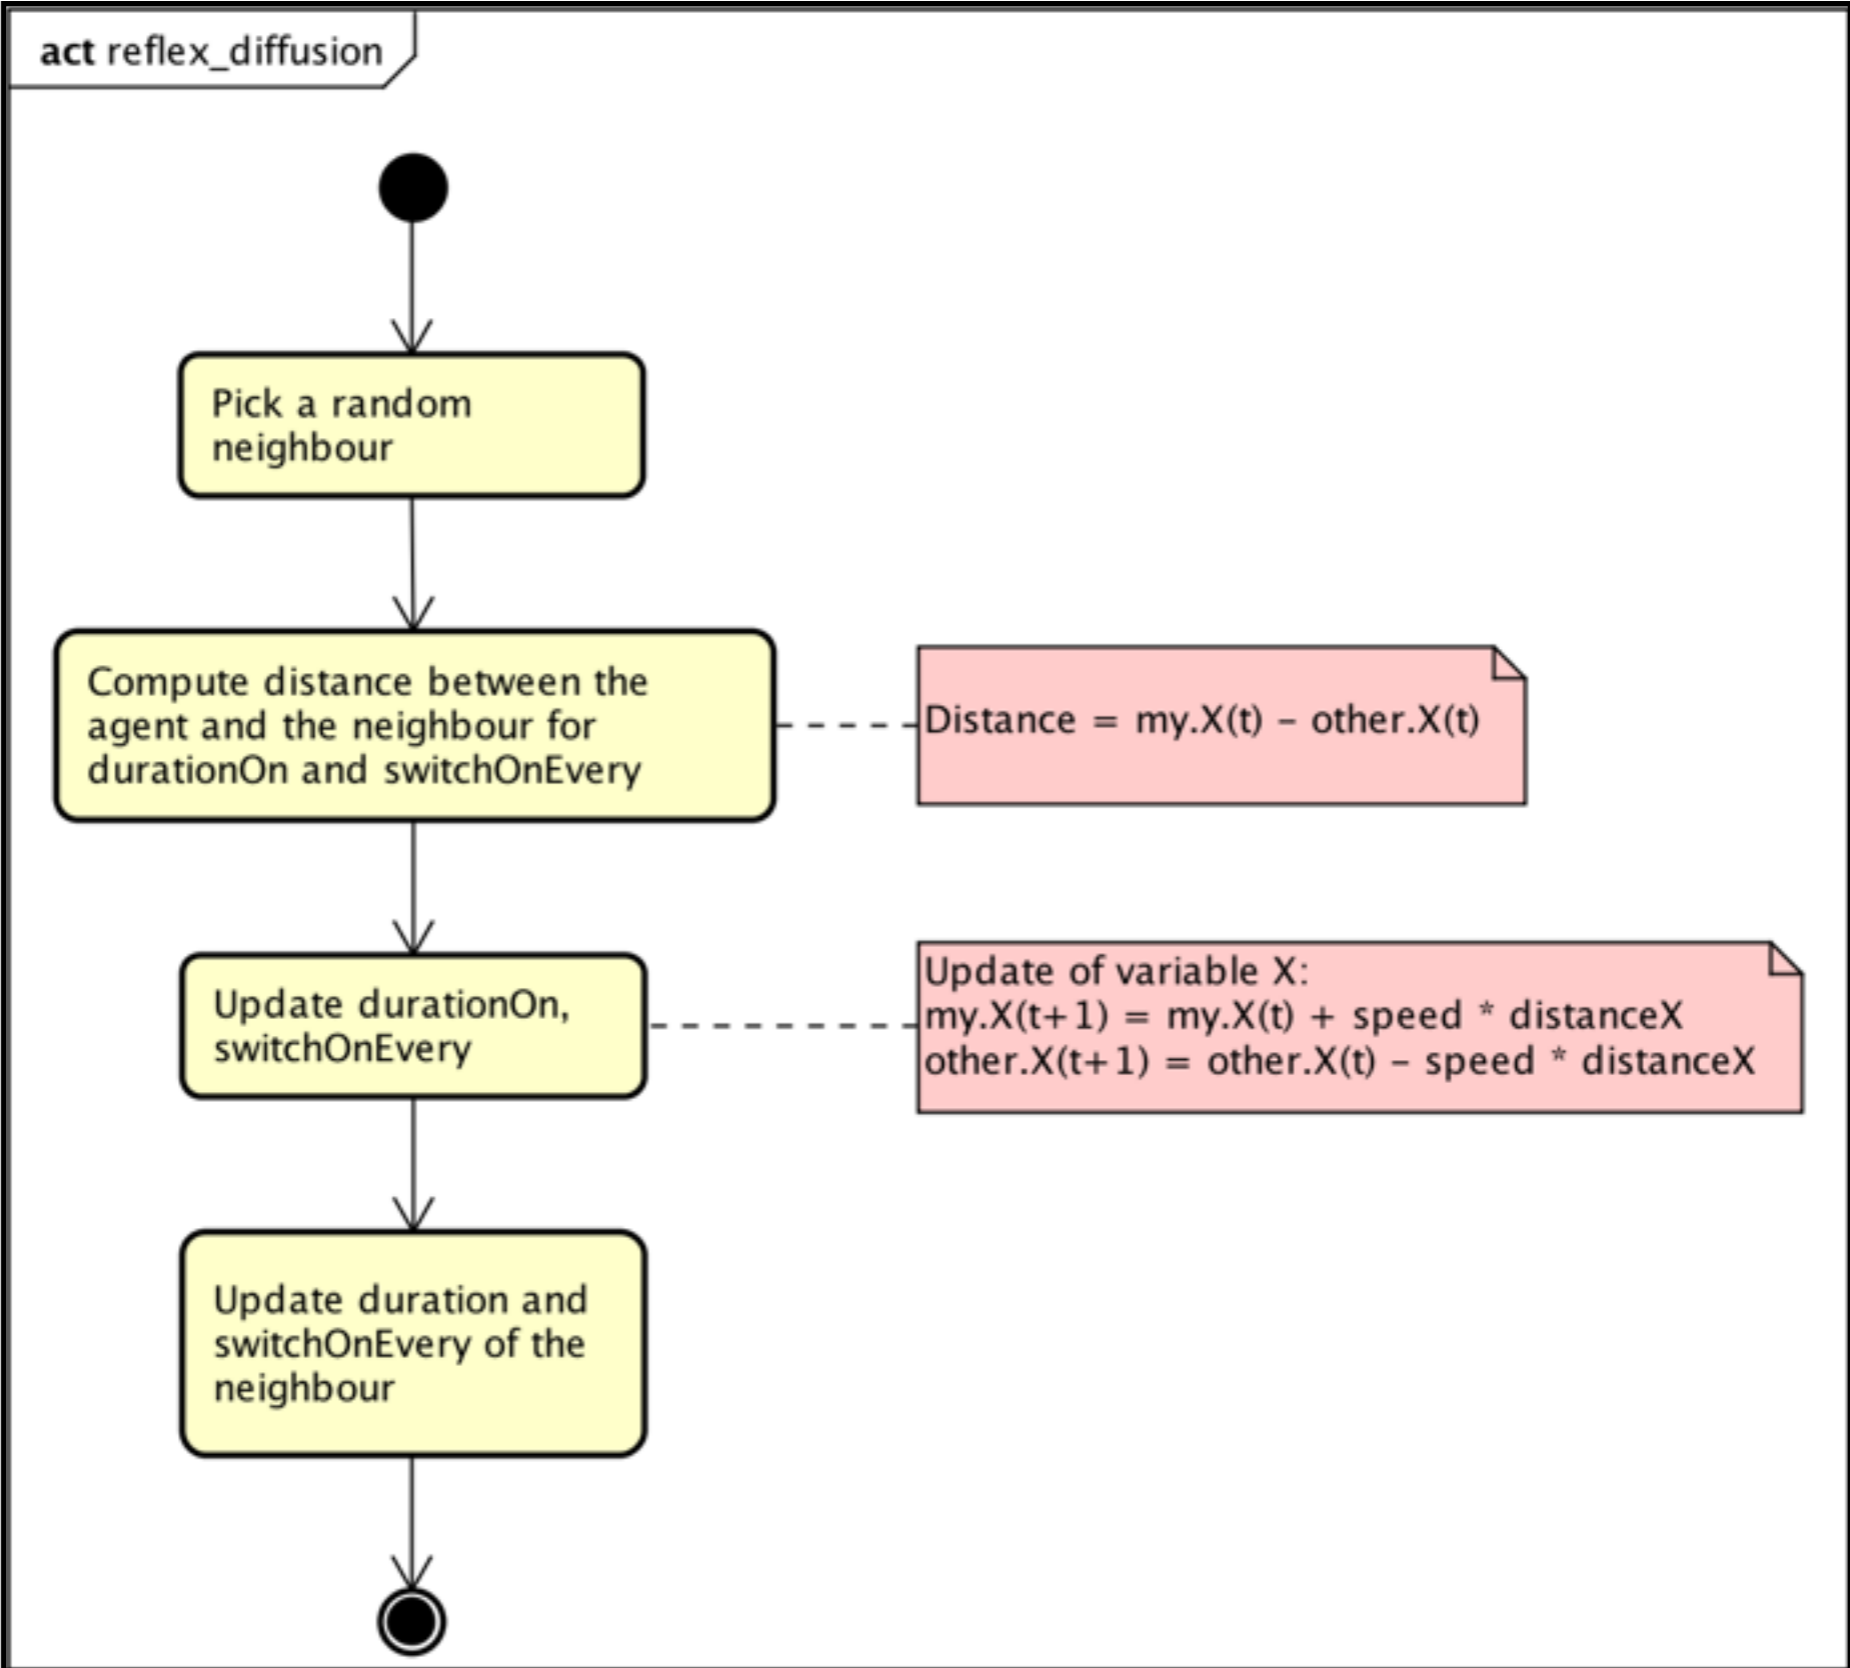 act reflex_diffusion
Pick a random
neighbour
Compute distance between the
agent and the neighbour for
durationOn and switchOnEvery
Distance = my.X(t) – other.X(t)
Update durationOn,
switchOnEvery
Update of variable X:
my.X(t+1) = my.X(t) + speed * distanceX
other.X(t+1) = other.X(t) – speed * distanceX
Update duration and
switchOnEvery of the
neighbour